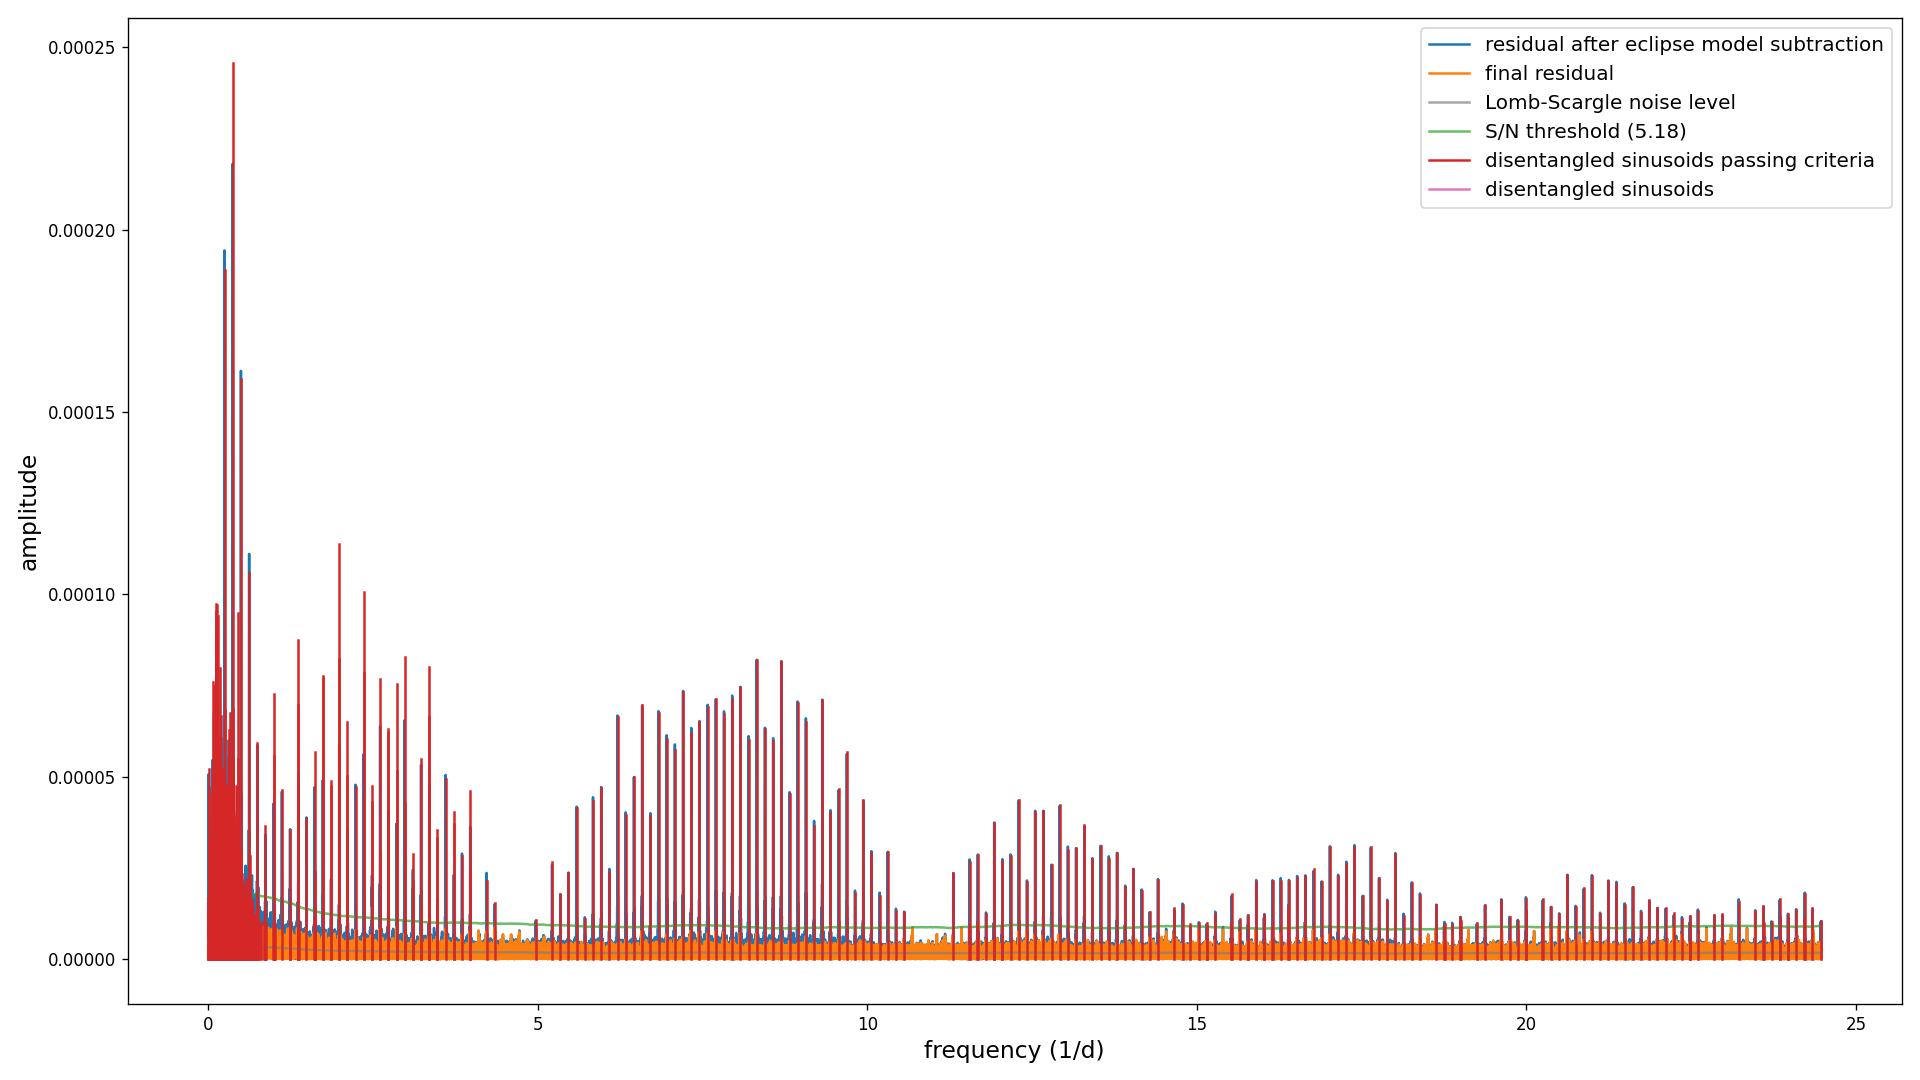 0.00025
0.00020
0.00015
0.00010
0.00005
0.00000
amplitude
0
5
10
15
20
25
frequency (1/d)
residual after eclipse model subtraction
final residual
Lomb-Scargle noise level
S/N threshold (5.18)
disentangled sinusoids passing criteria
disentangled sinusoids